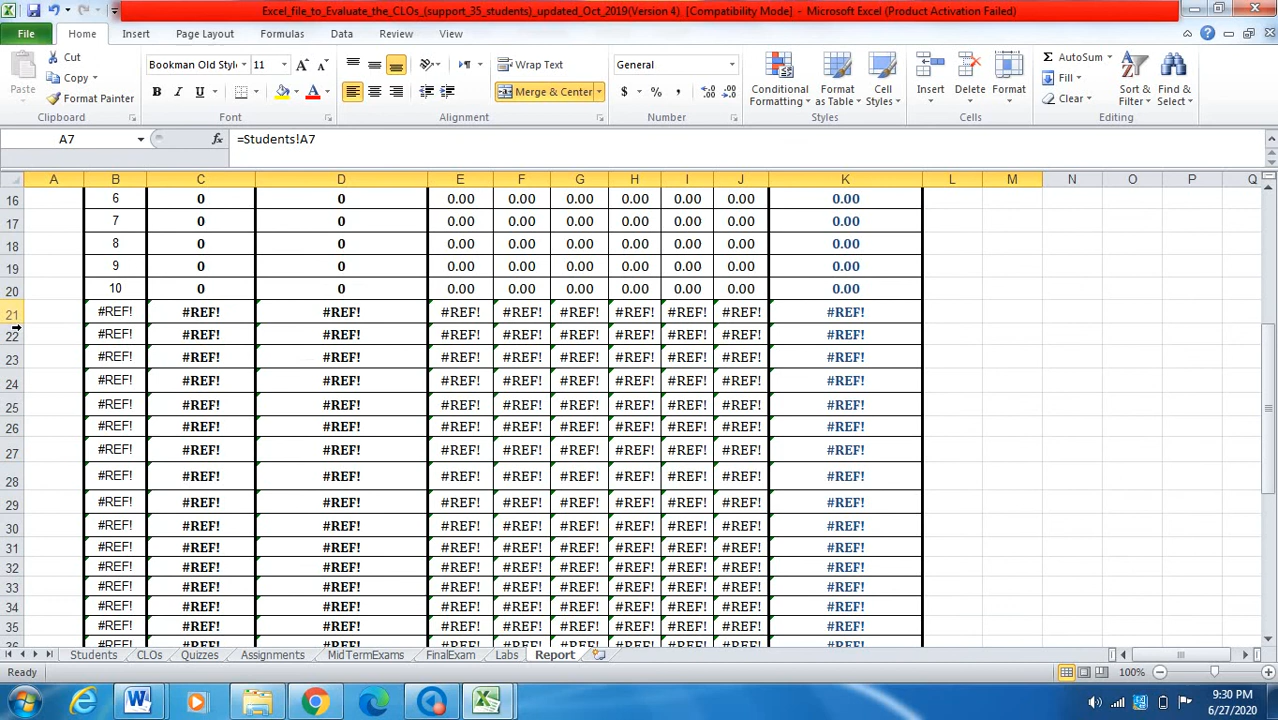 Excel_file_to_Evaluate_the_CLOs_(support_35_students)_updated_Oct_2019(Version 4) [Compatibility Mode] - Microsoft Excel (Product Activation Failed)
File Home Insert Page Layout Formulas Data Review View
Cut
Copy
Format Painter
Paste
Clipboard
Bookman Old Style 11
B I U
Font
Wrap Text
Merge & Center
Alignment
General
$ % ,
Number
Conditional Formatting
Format as Table
Cell Styles
Styles
Insert Delete Format
Cells
AutoSum
Fill
Clear
Sort & Filter
Find & Select
Editing
A7 fx =Students!A7
A B C D E F G H I J K L M N O P Q
16 6 0 0 0.00 0.00 0.00 0.00 0.00 0.00 0.00
17 7 0 0 0.00 0.00 0.00 0.00 0.00 0.00 0.00
18 8 0 0 0.00 0.00 0.00 0.00 0.00 0.00 0.00
19 9 0 0 0.00 0.00 0.00 0.00 0.00 0.00 0.00
20 10 0 0 0.00 0.00 0.00 0.00 0.00 0.00 0.00
21 #REF! #REF! #REF! #REF! #REF! #REF! #REF! #REF! #REF! #REF!
22 #REF! #REF! #REF! #REF! #REF! #REF! #REF! #REF! #REF! #REF!
23 #REF! #REF! #REF! #REF! #REF! #REF! #REF! #REF! #REF! #REF!
24 #REF! #REF! #REF! #REF! #REF! #REF! #REF! #REF! #REF! #REF!
25 #REF! #REF! #REF! #REF! #REF! #REF! #REF! #REF! #REF! #REF!
26 #REF! #REF! #REF! #REF! #REF! #REF! #REF! #REF! #REF! #REF!
27 #REF! #REF! #REF! #REF! #REF! #REF! #REF! #REF! #REF! #REF!
28 #REF! #REF! #REF! #REF! #REF! #REF! #REF! #REF! #REF! #REF!
29 #REF! #REF! #REF! #REF! #REF! #REF! #REF! #REF! #REF! #REF!
30 #REF! #REF! #REF! #REF! #REF! #REF! #REF! #REF! #REF! #REF!
31 #REF! #REF! #REF! #REF! #REF! #REF! #REF! #REF! #REF! #REF!
32 #REF! #REF! #REF! #REF! #REF! #REF! #REF! #REF! #REF! #REF!
33 #REF! #REF! #REF! #REF! #REF! #REF! #REF! #REF! #REF! #REF!
34 #REF! #REF! #REF! #REF! #REF! #REF! #REF! #REF! #REF! #REF!
35 #REF! #REF! #REF! #REF! #REF! #REF! #REF! #REF! #REF! #REF!
#REF! #REF! #REF! #REF! #REF! #REF! #REF! #REF! #REF! #REF!
Students CLOs Quizzes Assignments MidTermExams FinalExam Labs Report
Ready 100%
9:30 PM
6/27/2020